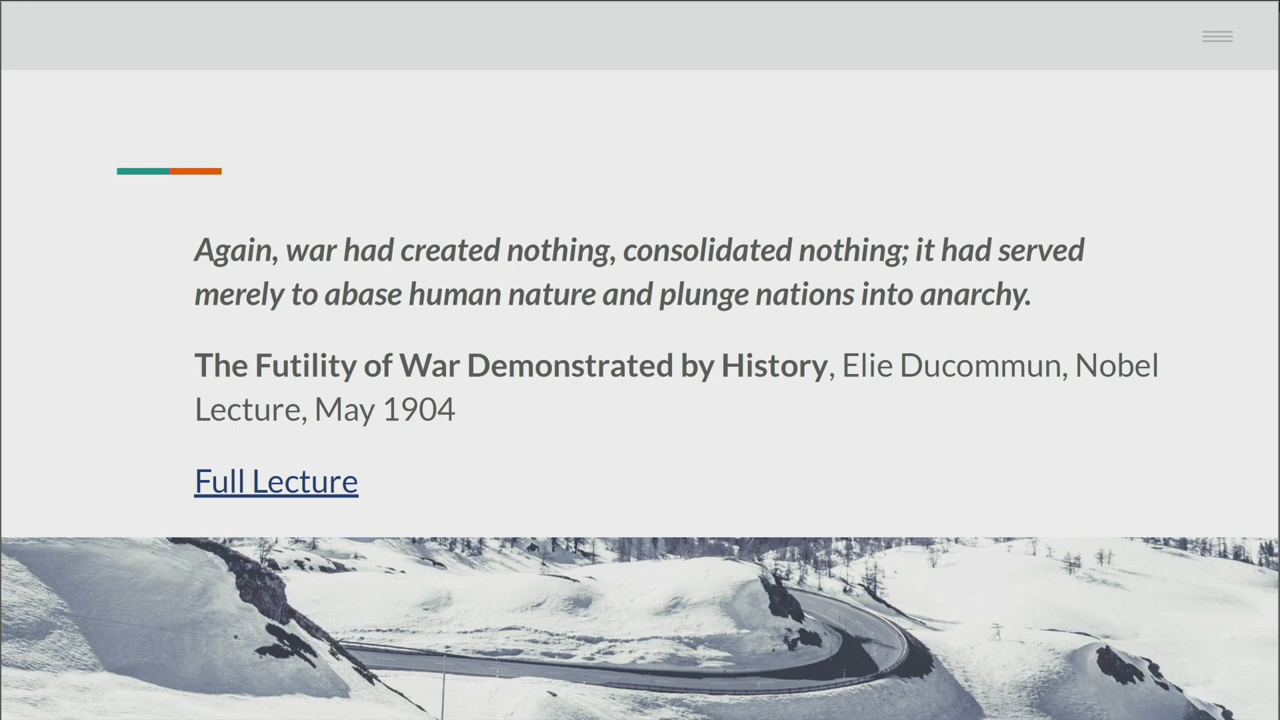 Again, war had created nothing, consolidated nothing; it had served
merely to abase human nature and plunge nations into anarchy.
The Futility of War Demonstrated by History, Elie Ducommun, Nobel
Lecture, May 1904
Full Lecture